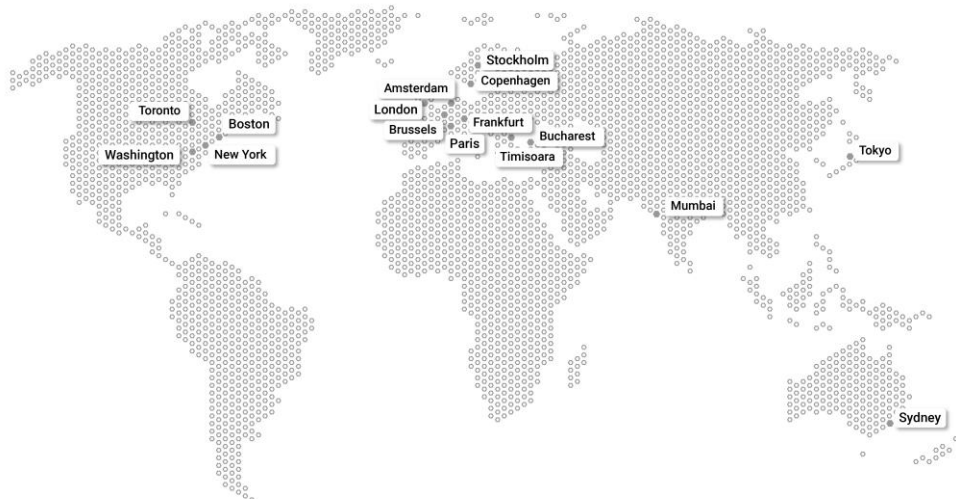 Stockholm
Copenhagen
Amsterdam
London
Toronto
Boston
Frankfurt
Brussels
Bucharest
Paris
Washington
New York
Timisoara
Tokyo
Mumbai
Sydney